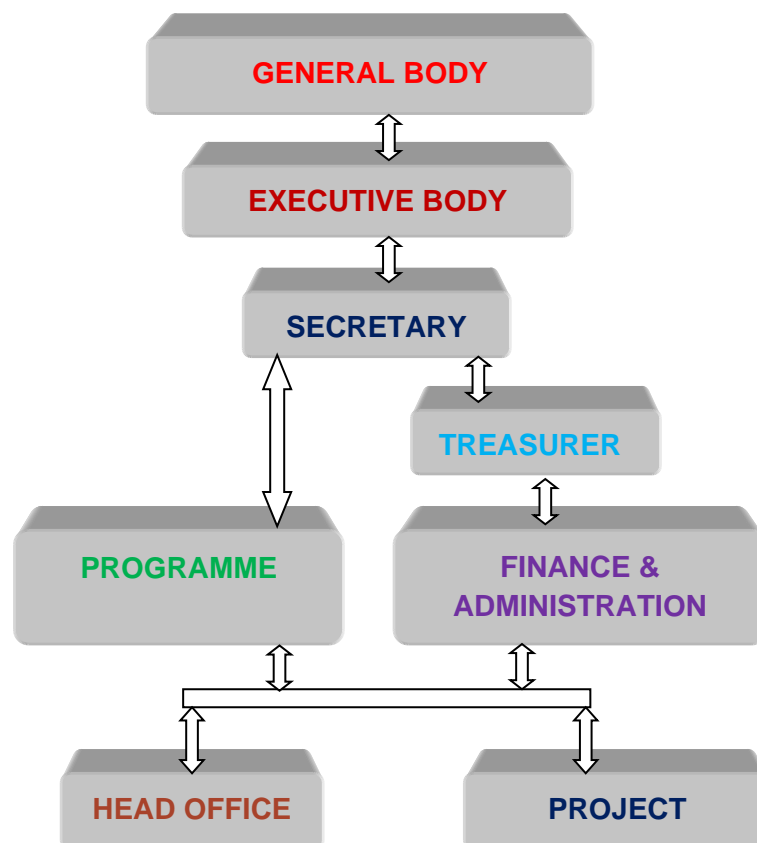 GENERAL BODY
EXECUTIVE BODY
SECRETARY
TREASURER
PROGRAMME
FINANCE &
ADMINISTRATION
HEAD OFFICE
PROJECT